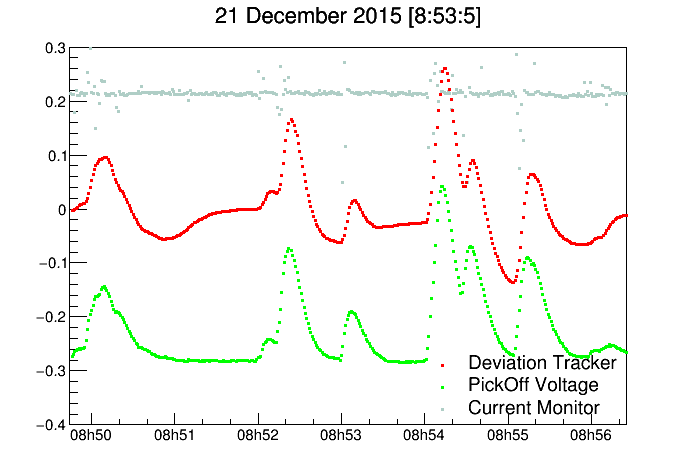 21 December 2015 [8:53:5]
0.3
0.2
0.1
0
−0.1
−0.2
−0.3
−0.4
Deviation Tracker
PickOff Voltage
Current Monitor
08h50 08h51 08h52 08h53 08h54 08h55 08h56